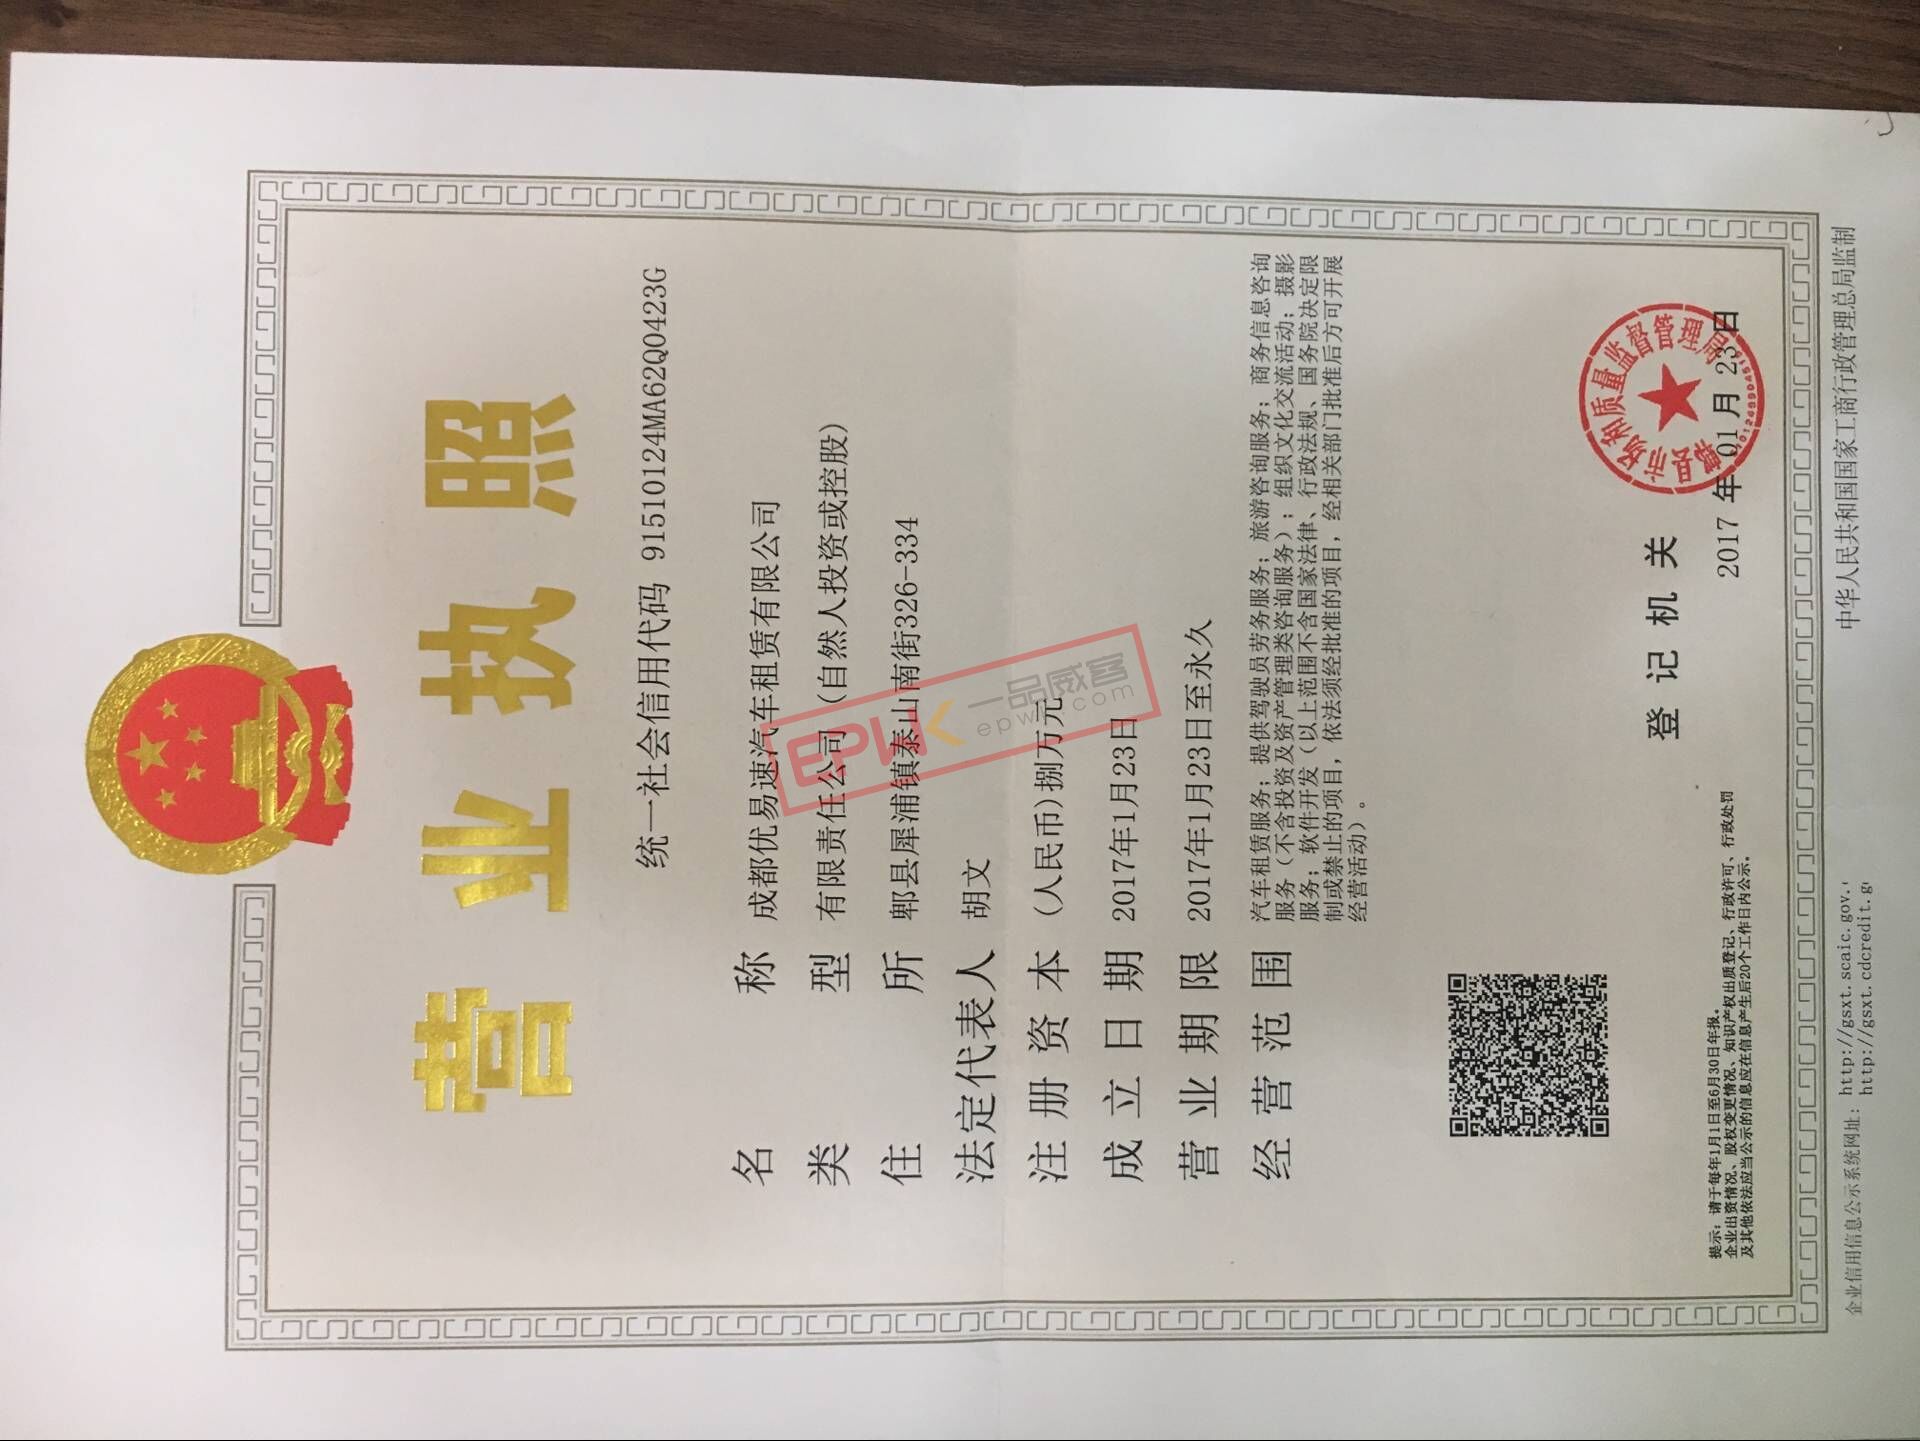 营业执照
统一社会信用代码 91510124MA62Q0423G
名称 成都优易速汽车租赁有限公司
类型 有限责任公司(自然人投资或控股)
住所 郫县犀浦镇泰山南街326-334
法定代表人 胡文
注册资本 (人民币)捌万元
成立日期 2017年1月23日
营业期限 2017年1月23日至永久
经营范围 汽车租赁服务；提供驾驶员劳务服务；旅游咨询服务；商务信息咨询
服务（不含投资及资产管理类咨询服务）；组织文化交流活动；摄影
服务；软件开发（以上范围不含国家法律、行政法规、国务院决定限
制或禁止的项目，依法须经批准的项目，经相关部门批准后方可开展
经营活动）。
EPWK 一品威客
epwk.com
登记机关
郫县市场和质量监督管理局
2017年01月23日
提示：请于每年1月1日至6月30日年报。
企业出资情况、股权变更情况、知识产权出质登记、行政许可、行政处罚
及其他依法应当公示的信息应在信息产生后20个工作日内公示。
企业信用信息公示系统网址：http://gsxt.scaic.gov.
http://gsxt.cdcredit.g
中华人民共和国国家工商行政管理总局监制